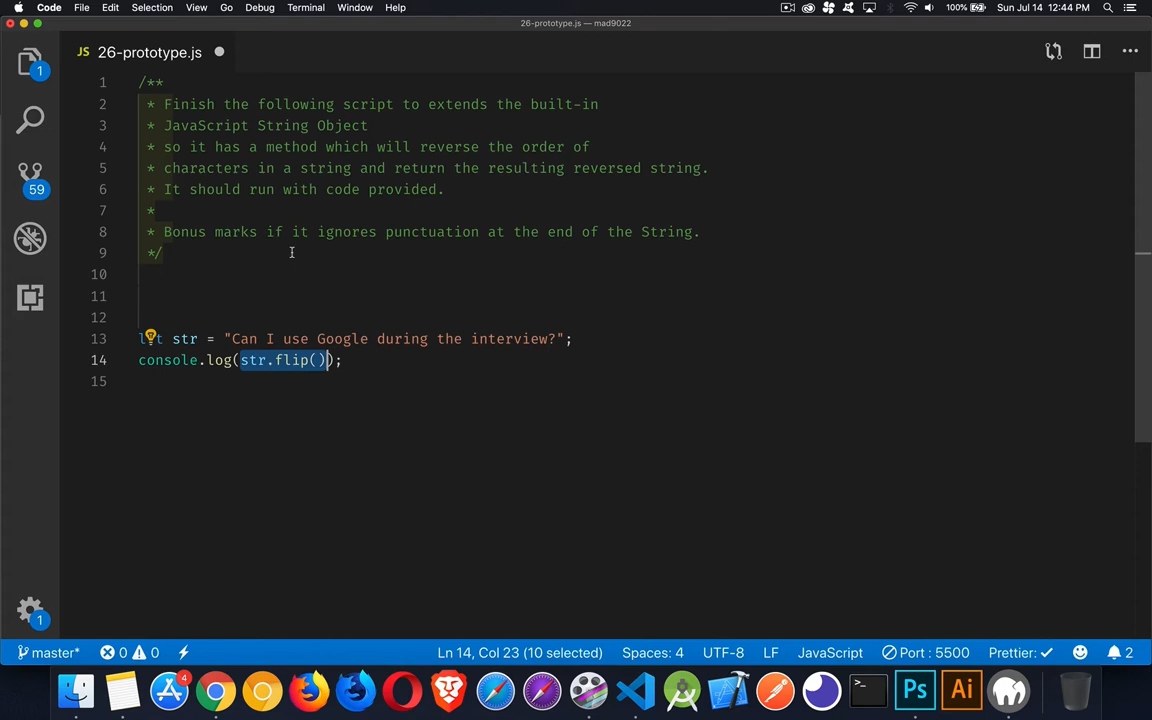 Code File Edit Selection View Go Debug Terminal Window Help 100% Sun Jul 14 12:44 PM
26-prototype.js — mad9022
JS 26-prototype.js
1 /**
2 * Finish the following script to extends the built-in
3 * JavaScript String Object
4 * so it has a method which will reverse the order of
5 * characters in a string and return the resulting reversed string.
6 * It should run with code provided.
7 *
8 * Bonus marks if it ignores punctuation at the end of the String.
9 */
10
11
12
13 let str = "Can I use Google during the interview?";
14 console.log(str.flip());
15
1
59
1
master* 0 0 Ln 14, Col 23 (10 selected) Spaces: 4 UTF-8 LF JavaScript Port : 5500 Prettier: 2
4
>_
Ps
Ai